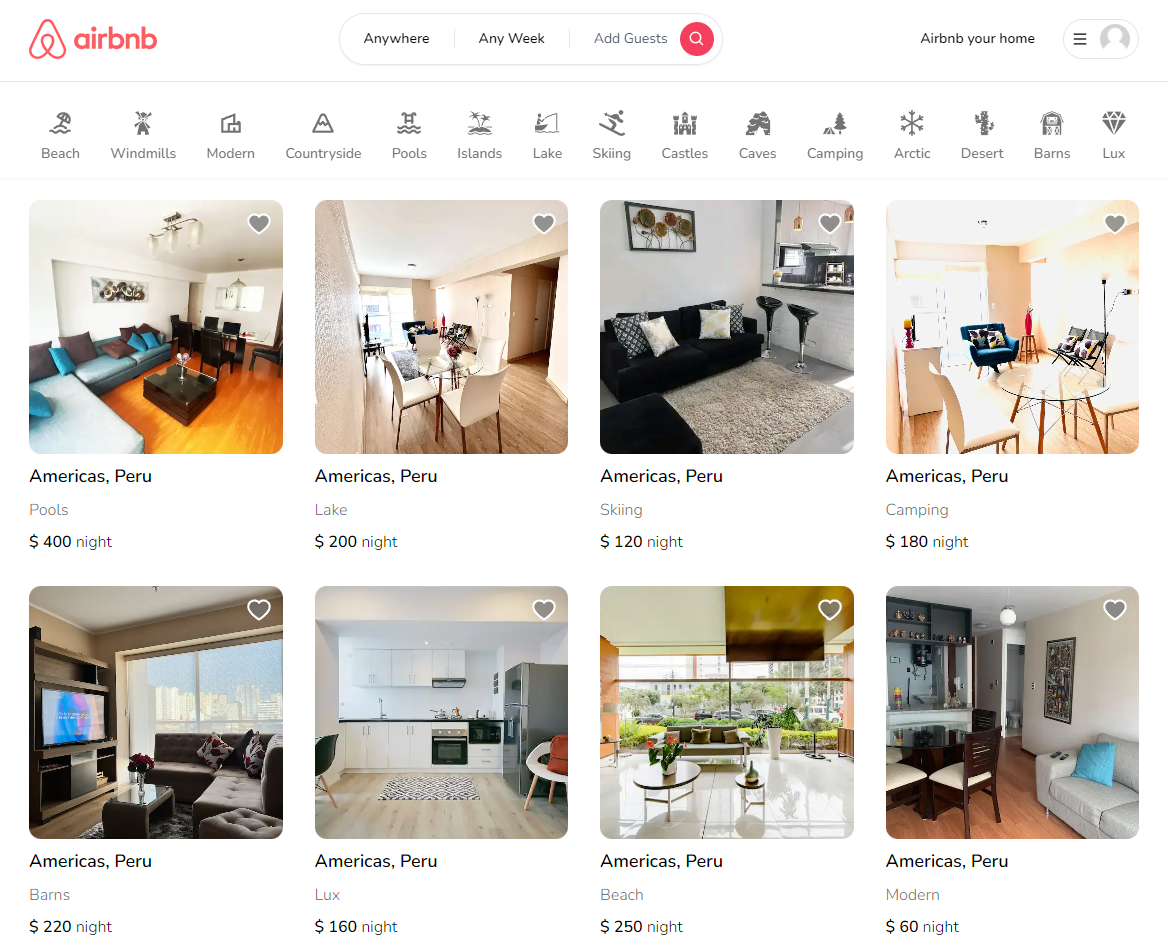 airbnb
Anywhere
Any Week
Add Guests
Airbnb your home
Beach
Windmills
Modern
Countryside
Pools
Islands
Lake
Skiing
Castles
Caves
Camping
Arctic
Desert
Barns
Lux
Americas, Peru
Pools
$ 400 night
Americas, Peru
Lake
$ 200 night
Americas, Peru
Skiing
$ 120 night
Americas, Peru
Camping
$ 180 night
Americas, Peru
Barns
$ 220 night
Americas, Peru
Lux
$ 160 night
Americas, Peru
Beach
$ 250 night
Americas, Peru
Modern
$ 60 night